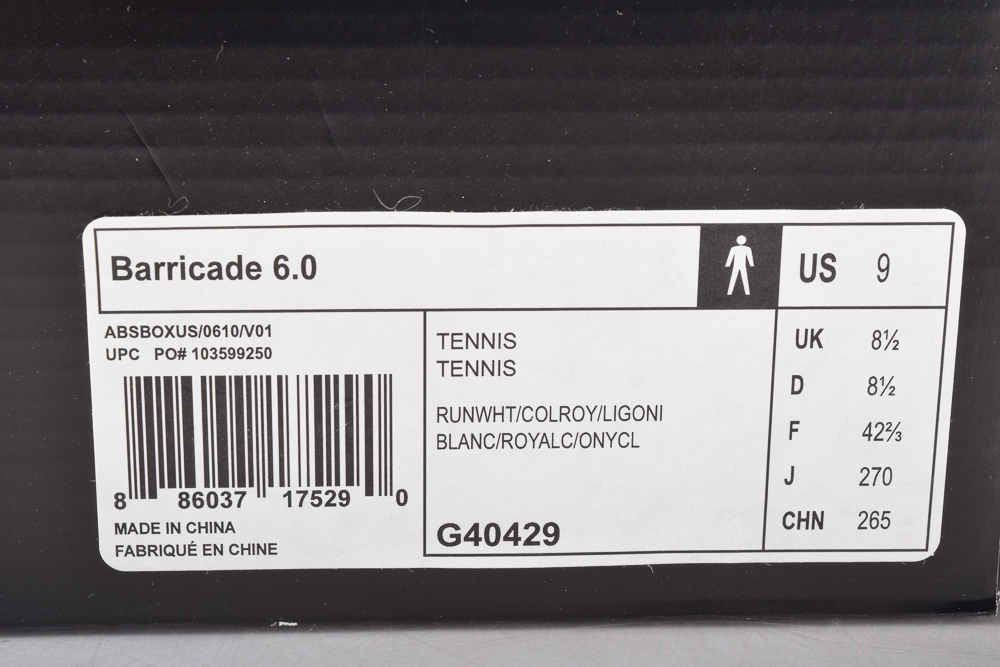 Barricade 6.0
US 9
ABSBOXUS/0610/V01
UPC PO# 103599250
8 86037 17529 0
MADE IN CHINA
FABRIQUÉ EN CHINE
TENNIS
TENNIS
RUNWHT/COLROY/LIGONI
BLANC/ROYALC/ONYCL
G40429
UK 8½
D 8½
F 42⅔
J 270
CHN 265